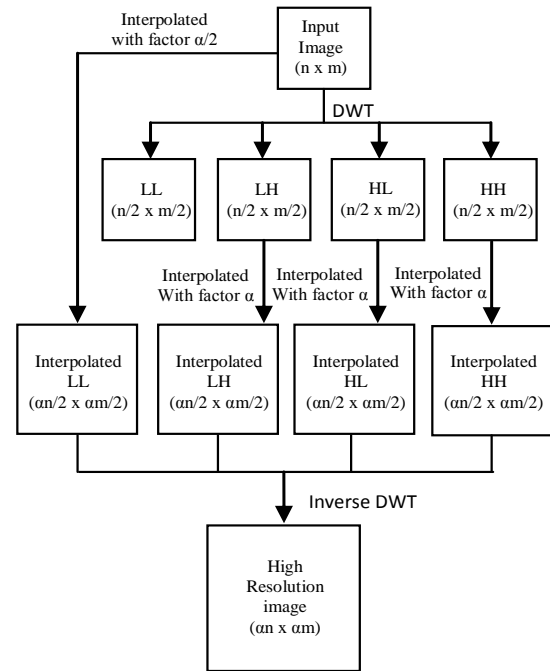 Interpolated
with factor α/2
Input
Image
(n x m)
DWT
LL
(n/2 x m/2)
LH
(n/2 x m/2)
HL
(n/2 x m/2)
HH
(n/2 x m/2)
Interpolated
With factor α
Interpolated
With factor α
Interpolated
With factor α
Interpolated
LL
(αn/2 x αm/2)
Interpolated
LH
(αn/2 x αm/2)
Interpolated
HL
(αn/2 x αm/2)
Interpolated
HH
(αn/2 x αm/2)
Inverse DWT
High
Resolution
image
(αn x αm)